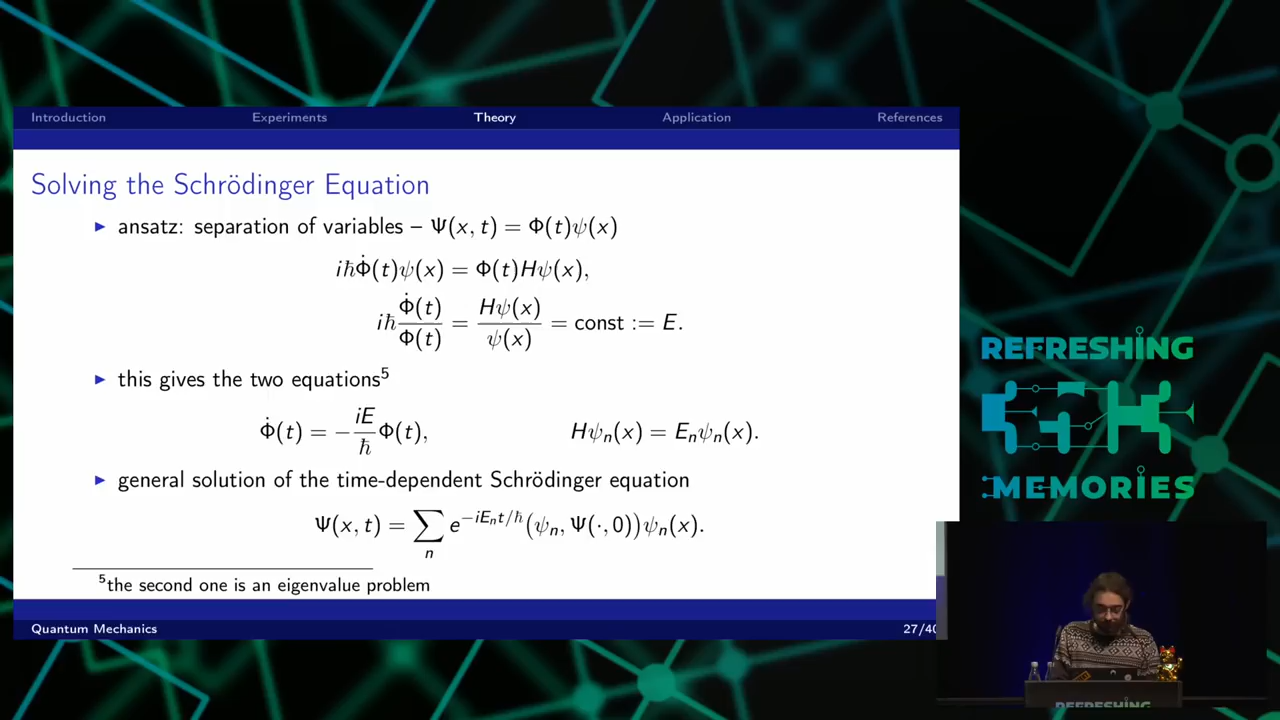 Introduction Experiments Theory Application References
Solving the Schrödinger Equation
▶ ansatz: separation of variables – Ψ(x, t) = Φ(t)ψ(x)
iħΦ̇(t)ψ(x) = Φ(t)Hψ(x),
iħ Φ̇(t)/Φ(t) = Hψ(x)/ψ(x) = const := E.
▶ this gives the two equations⁵
Φ̇(t) = −iE/ħ Φ(t), Hψₙ(x) = Eₙψₙ(x).
▶ general solution of the time-dependent Schrödinger equation
Ψ(x, t) = ∑ₙ e^{−iEₙt/ħ}(ψₙ, Ψ(·, 0))ψₙ(x).
⁵the second one is an eigenvalue problem
Quantum Mechanics 27/40
REFRESHING
MEMORIES
REFRESHING